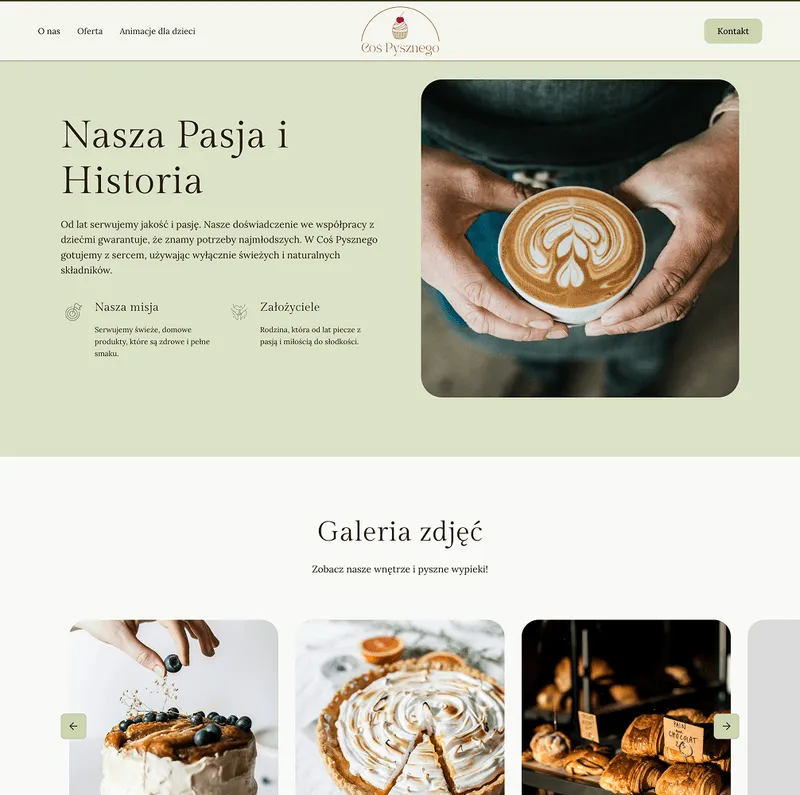 O nas
Oferta
Animacje dla dzieci
Coś Pysznego
Kontakt
Nasza Pasja i
Historia
Od lat serwujemy jakość i pasję. Nasze doświadczenie we współpracy z
dziećmi gwarantuje, że znamy potrzeby najmłodszych. W Coś Pysznego
gotujemy z sercem, używając wyłącznie świeżych i naturalnych
składników.
Nasza misja
Serwujemy świeże, domowe
produkty, które są zdrowe i pełne
smaku.
Założyciele
Rodzina, która od lat piecze z
pasją i miłością do słodkości.
Galeria zdjęć
Zobacz nasze wnętrze i pyszne wypieki!
PAIN
CHOCOLAT